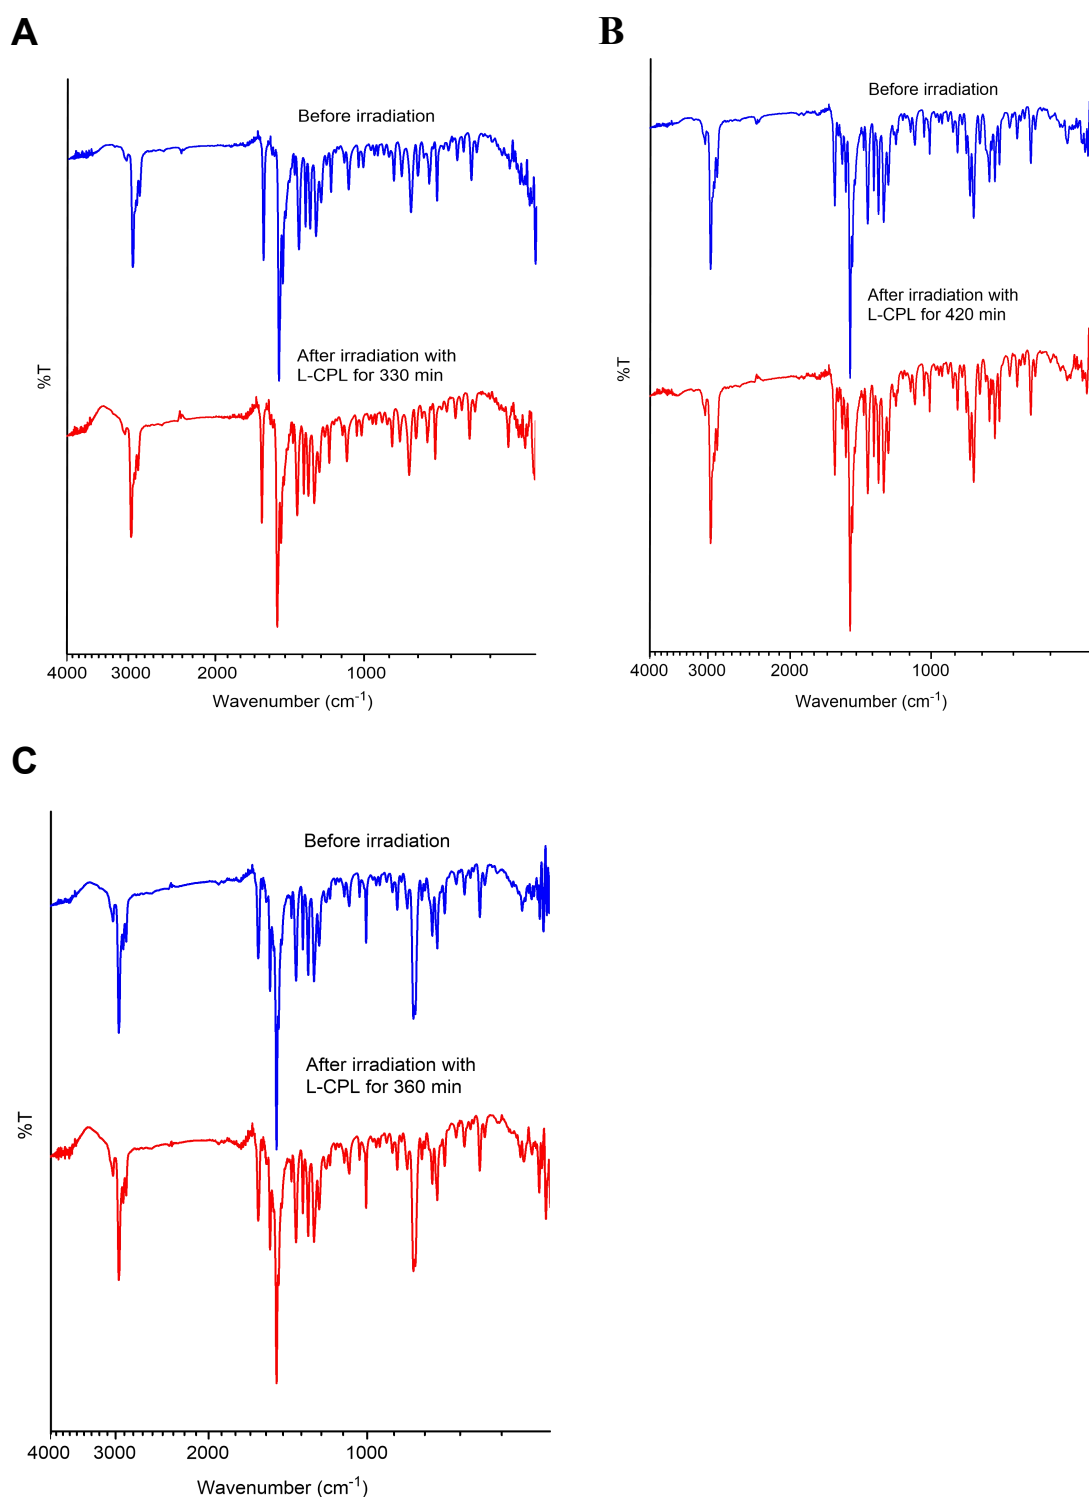 A
Before irradiation
After irradiation with
L-CPL for 330 min
%T
4000 3000 2000 1000
Wavenumber (cm-1)
B
Before irradiation
After irradiation with
L-CPL for 420 min
%T
4000 3000 2000 1000
Wavenumber (cm-1)
C
Before irradiation
After irradiation with
L-CPL for 360 min
%T
4000 3000 2000 1000
Wavenumber (cm-1)